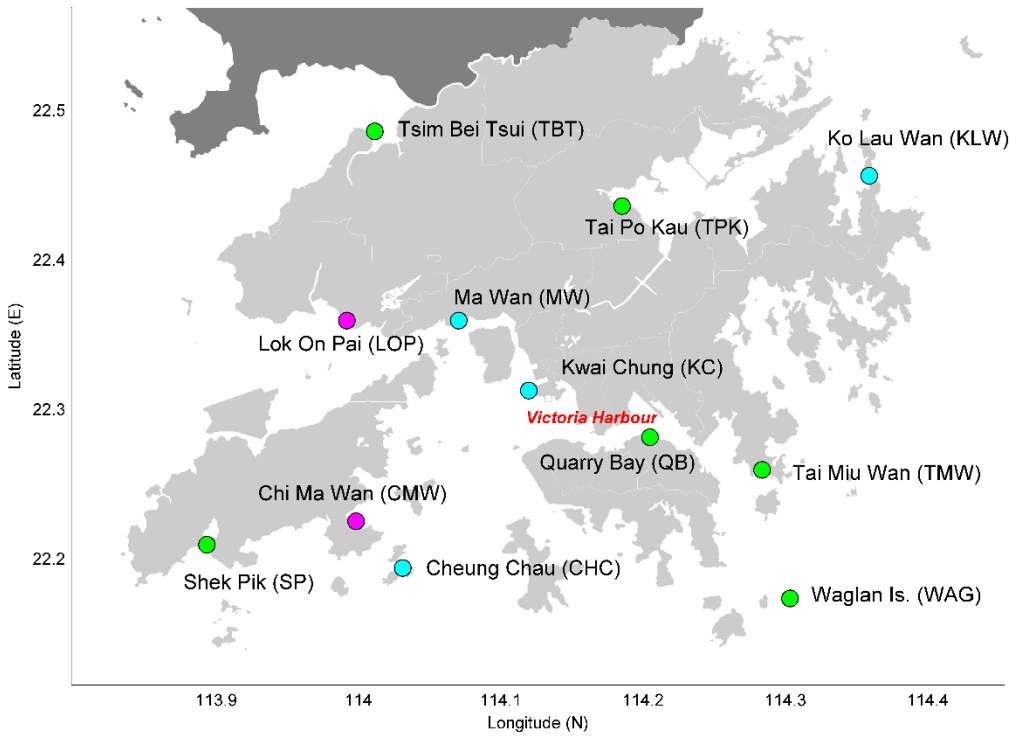 22.5
Tsim Bei Tsui (TBT)
Ko Lau Wan (KLW)
Tai Po Kau (TPK)
22.4
Ma Wan (MW)
Lok On Pai (LOP)
Latitude (E)
Kwai Chung (KC)
22.3
Victoria Harbour
Quarry Bay (QB)
Tai Miu Wan (TMW)
Chi Ma Wan (CMW)
22.2
Cheung Chau (CHC)
Shek Pik (SP)
Waglan Is. (WAG)
113.9 114 114.1 114.2 114.3 114.4
Longitude (N)